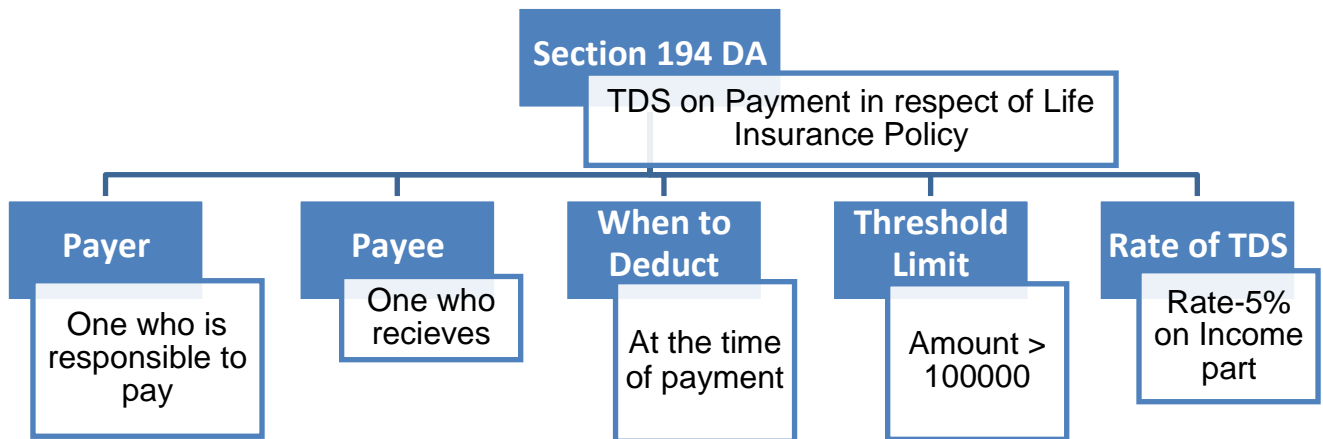 Section 194 DA
TDS on Payment in respect of Life
Insurance Policy
Payer
One who is
responsible to
pay
Payee
One who
recieves
When to
Deduct
At the time
of payment
Threshold
Limit
Amount >
100000
Rate of TDS
Rate-5%
on Income
part